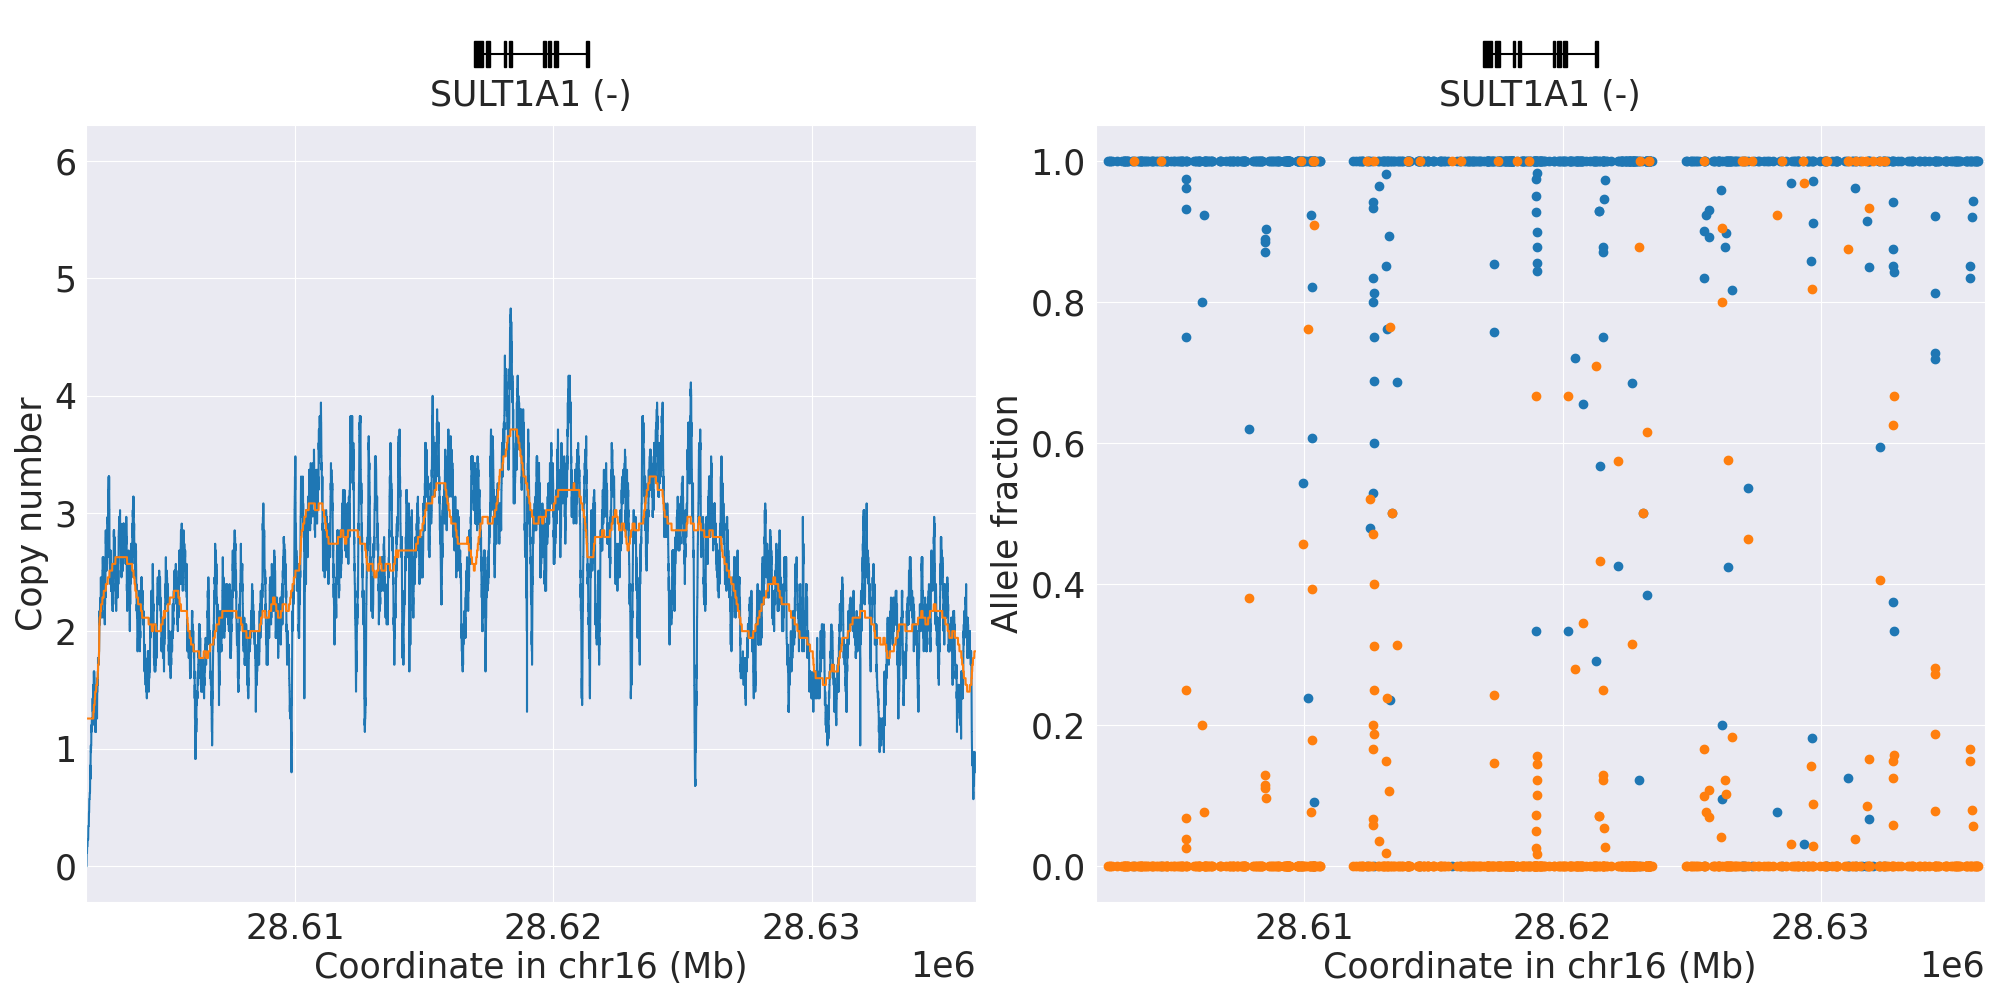 SULT1A1 (-)
6
5
4
3
2
1
0
Copy number
28.61
28.62
28.63
Coordinate in chr16 (Mb)
1e6
SULT1A1 (-)
1.0
0.8
0.6
0.4
0.2
0.0
Allele fraction
28.61
28.62
28.63
Coordinate in chr16 (Mb)
1e6